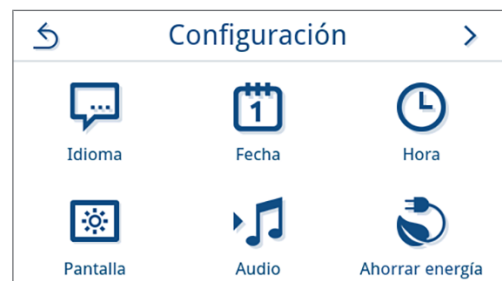 Configuración
...
1
Idioma Fecha Hora
Pantalla Audio Ahorrar energía